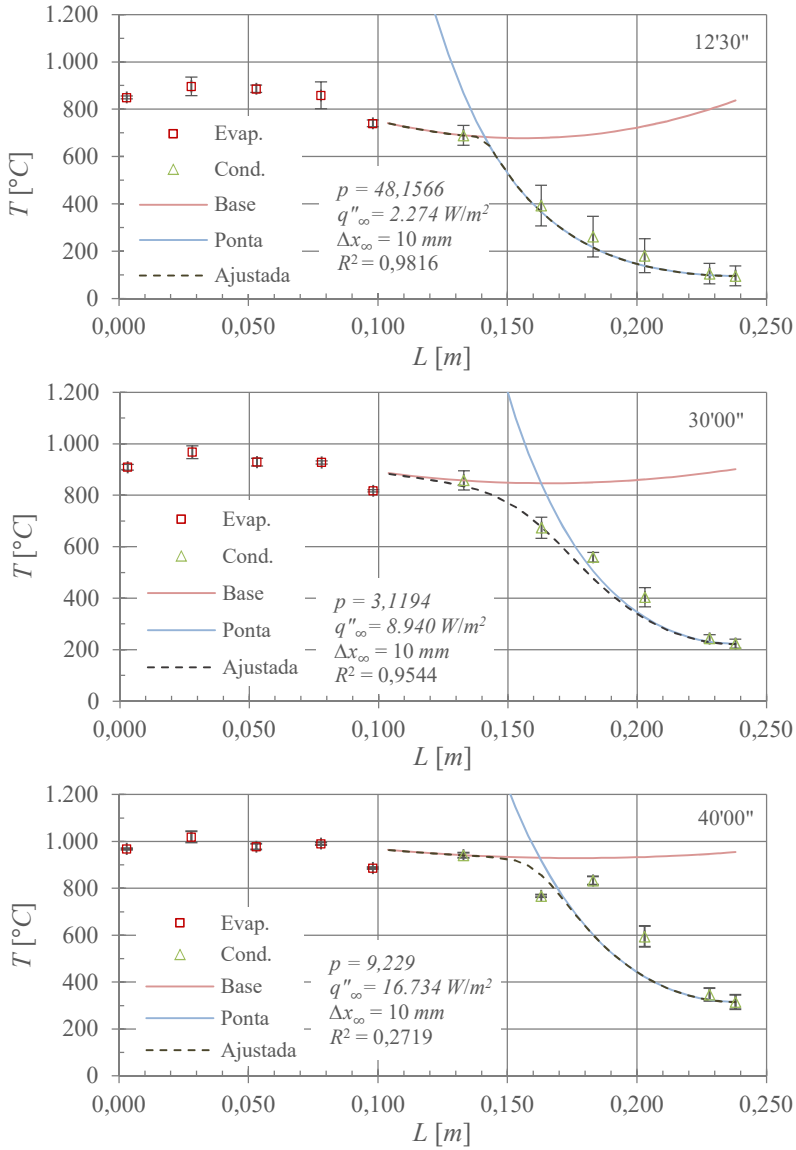 1.200
1.000
800
600
400
200
0
T [°C]
12'30"
Evap.
Cond.
Base
Ponta
Ajustada
p = 48,1566
q"∞= 2.274 W/m²
Δx∞ = 10 mm
R² = 0,9816
0,000 0,050 0,100 0,150 0,200 0,250
L [m]
1.200
1.000
800
600
400
200
0
T [°C]
30'00"
Evap.
Cond.
Base
Ponta
Ajustada
p = 3,1194
q"∞= 8.940 W/m²
Δx∞ = 10 mm
R² = 0,9544
0,000 0,050 0,100 0,150 0,200 0,250
L [m]
1.200
1.000
800
600
400
200
0
T [°C]
40'00"
Evap.
Cond.
Base
Ponta
Ajustada
p = 9,229
q"∞= 16.734 W/m²
Δx∞ = 10 mm
R² = 0,2719
0,000 0,050 0,100 0,150 0,200 0,250
L [m]